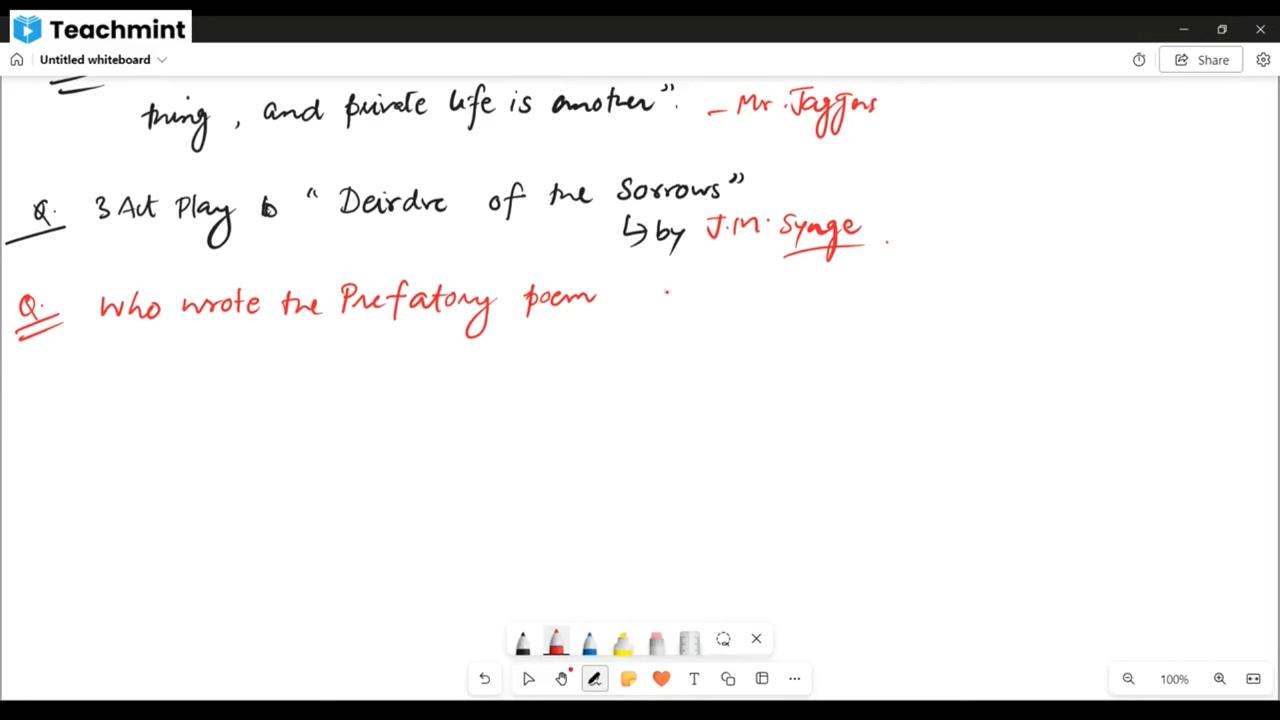 Teachmint
Untitled whiteboard
Share
thing, and private life is another". - Mr. Jaggers
Q. 3 Act Play "Deirdre of the Sorrows"
↳ by J.M. Synge.
Q. Who wrote the Prefatory poem
100%